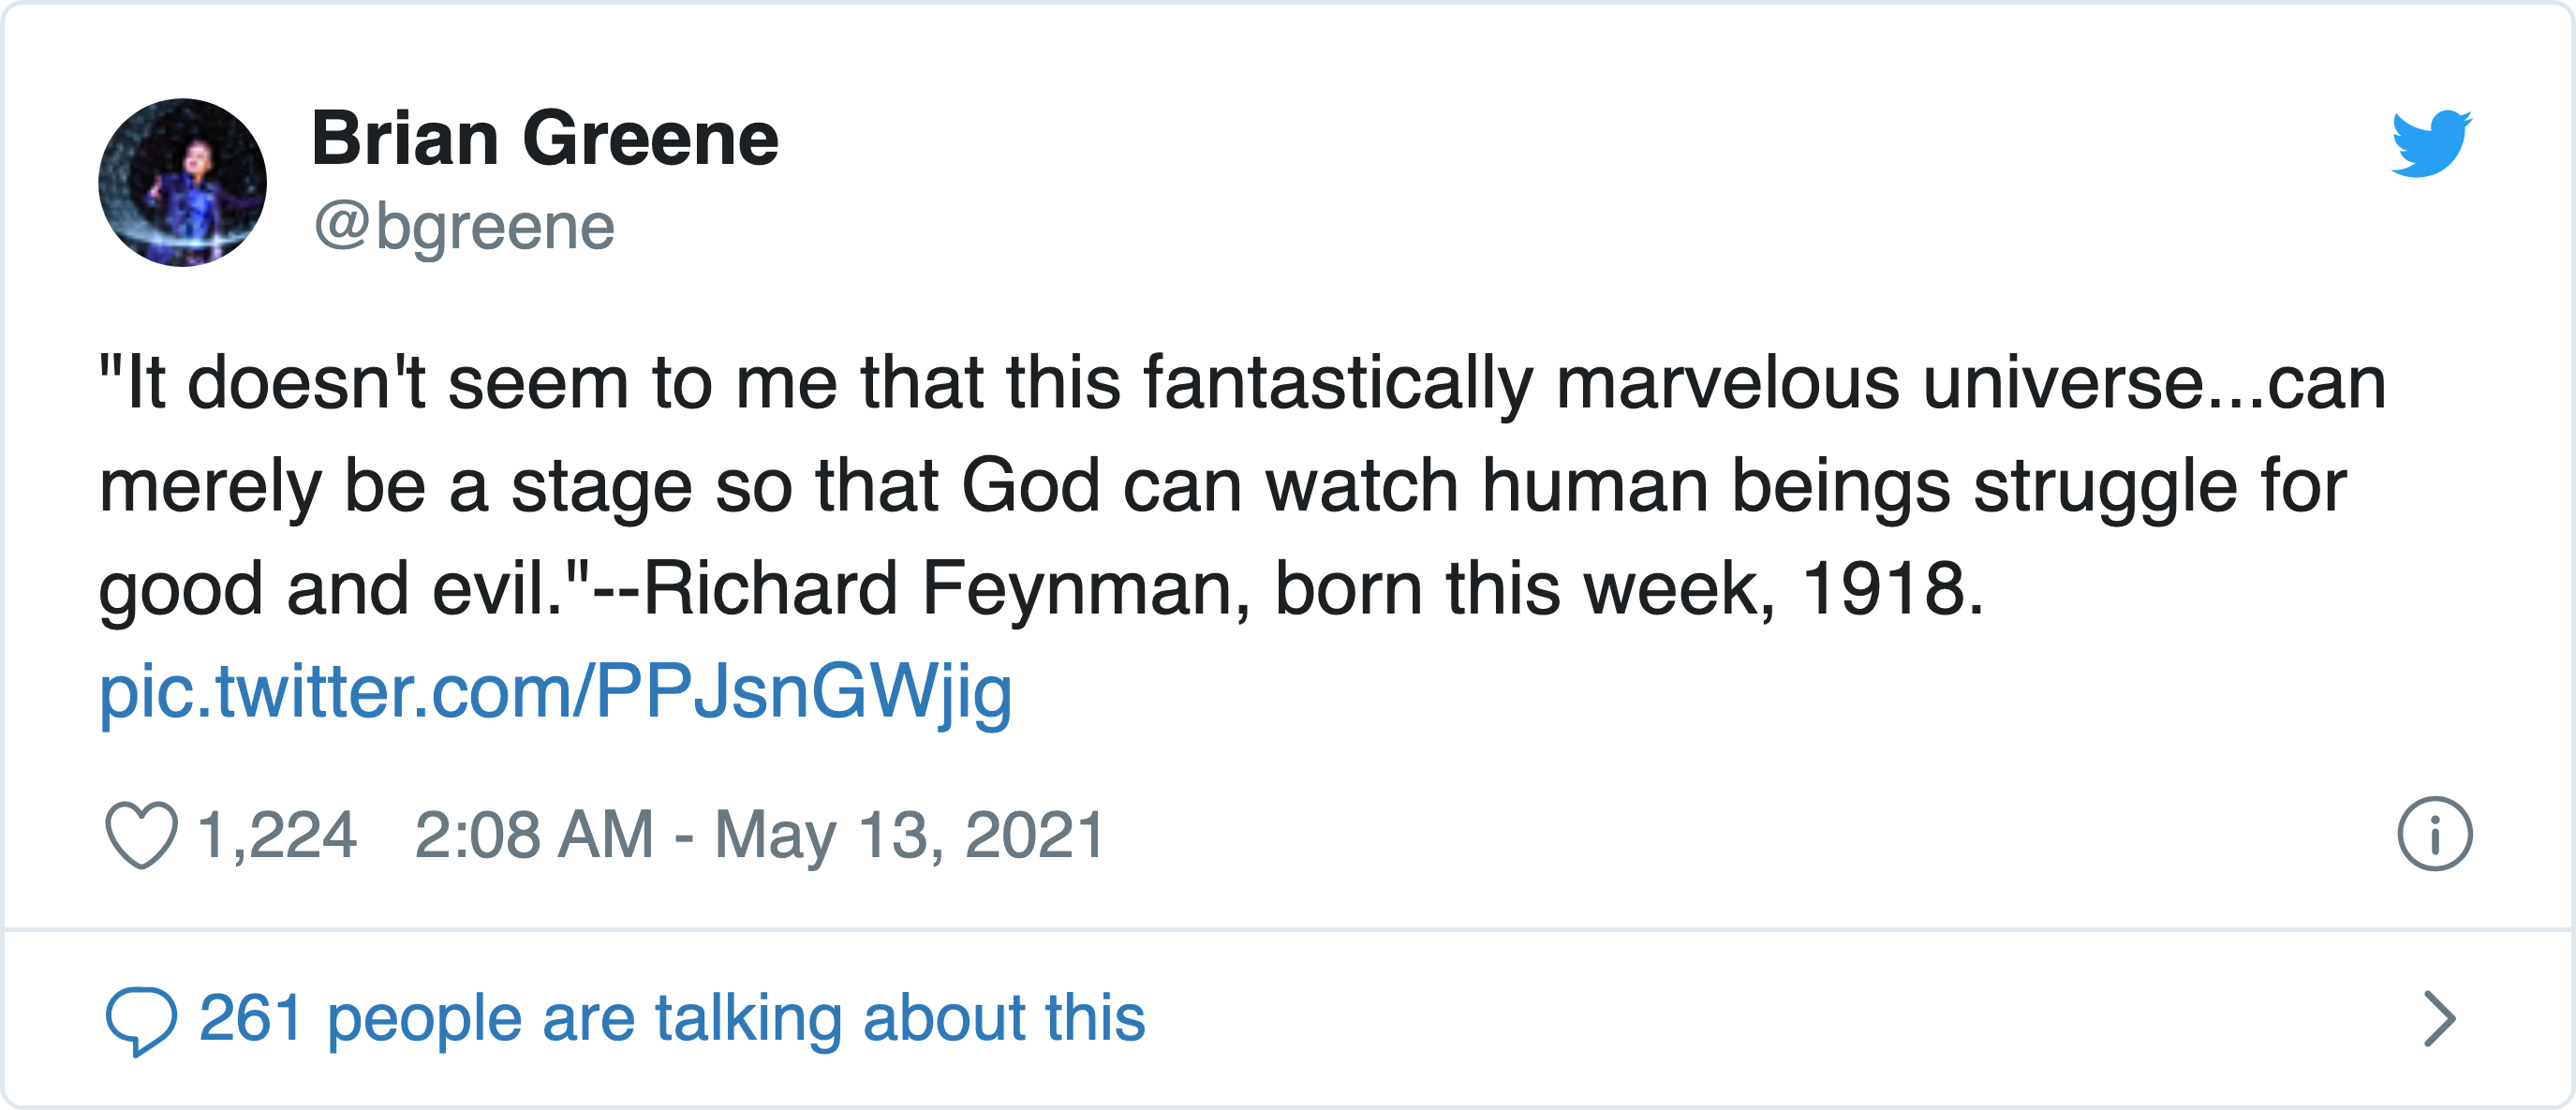 Brian Greene
@bgreene
"It doesn't seem to me that this fantastically marvelous universe...can
merely be a stage so that God can watch human beings struggle for
good and evil."--Richard Feynman, born this week, 1918.
pic.twitter.com/PPJsnGWjig
1,224 2:08 AM - May 13, 2021
261 people are talking about this